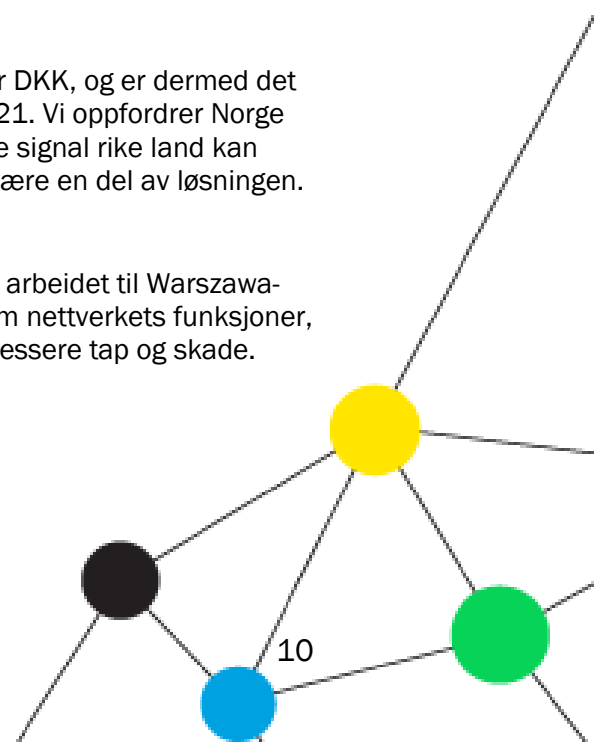 DKK, og er dermed det
21. Vi oppfordrer Norge
signal rike land kan
ære en del av løsningen.
arbeidet til Warszawa-
m nettverkets funksjoner,
essere tap og skade.
10